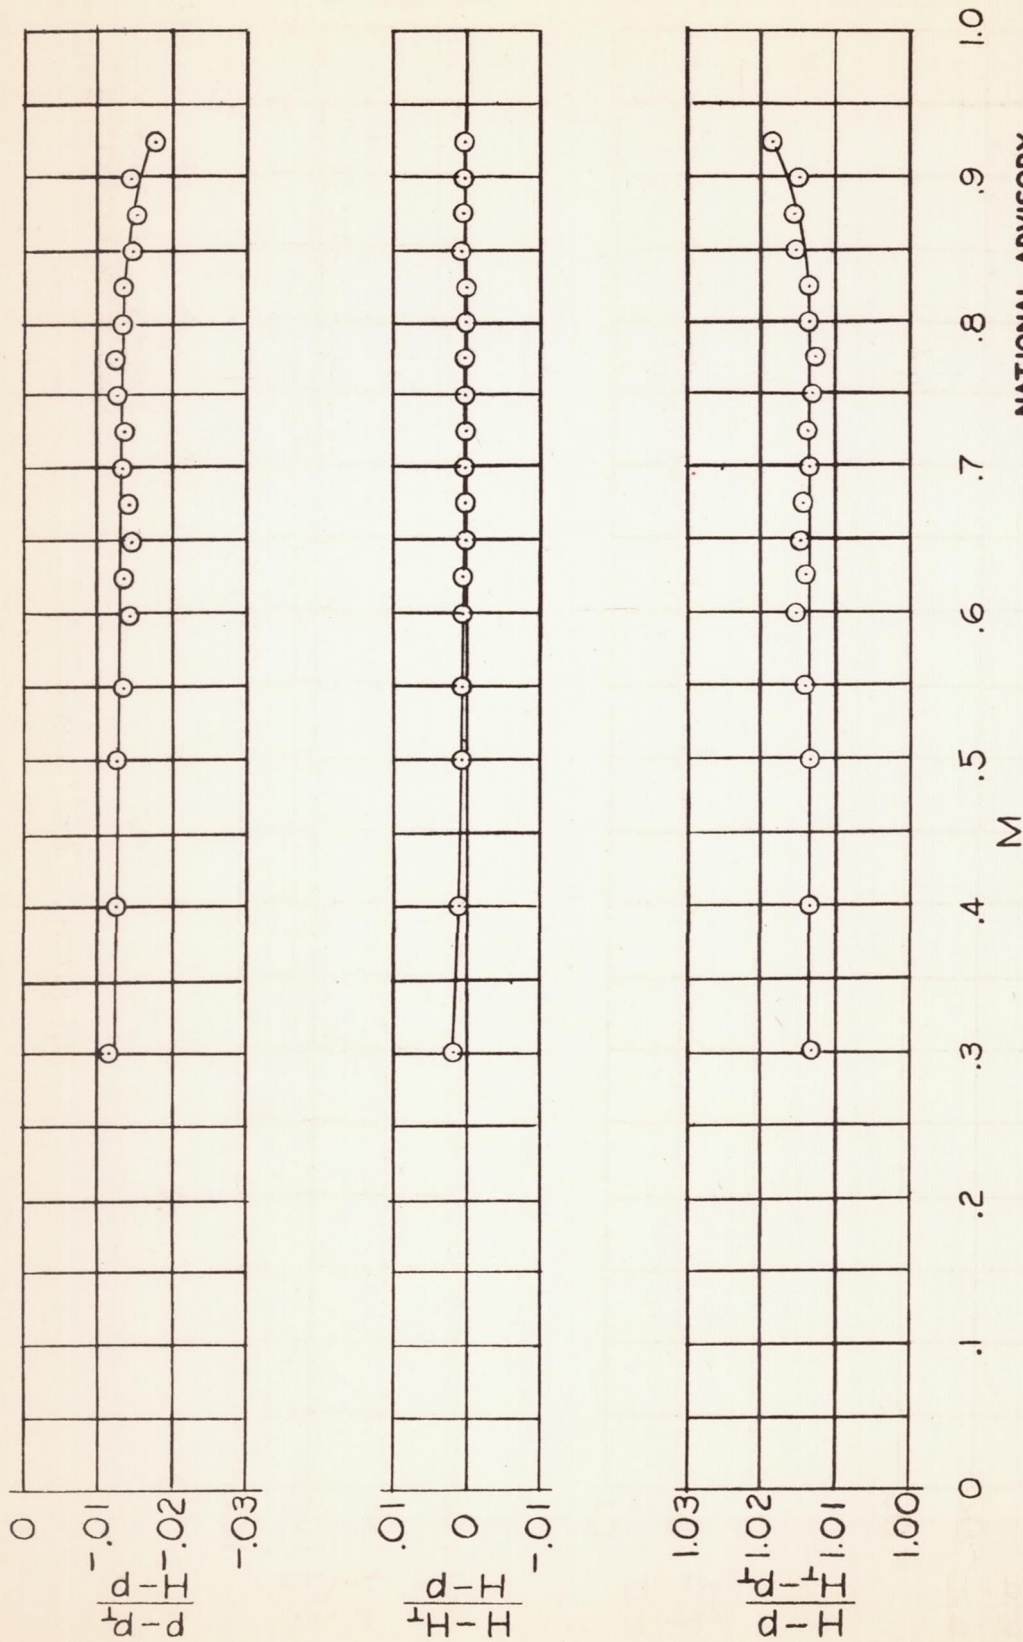 0
-.01
p-p_T
H-p
-.02
-.03
.01
H-H_T
H-p
0
-.01
1.03
1.02
H-p
H_T-p_T
1.01
1.000
0 .1 .2 .3 .4 .5 .6 .7 .8 .9 1.0
M
NATIONAL ADVISORY